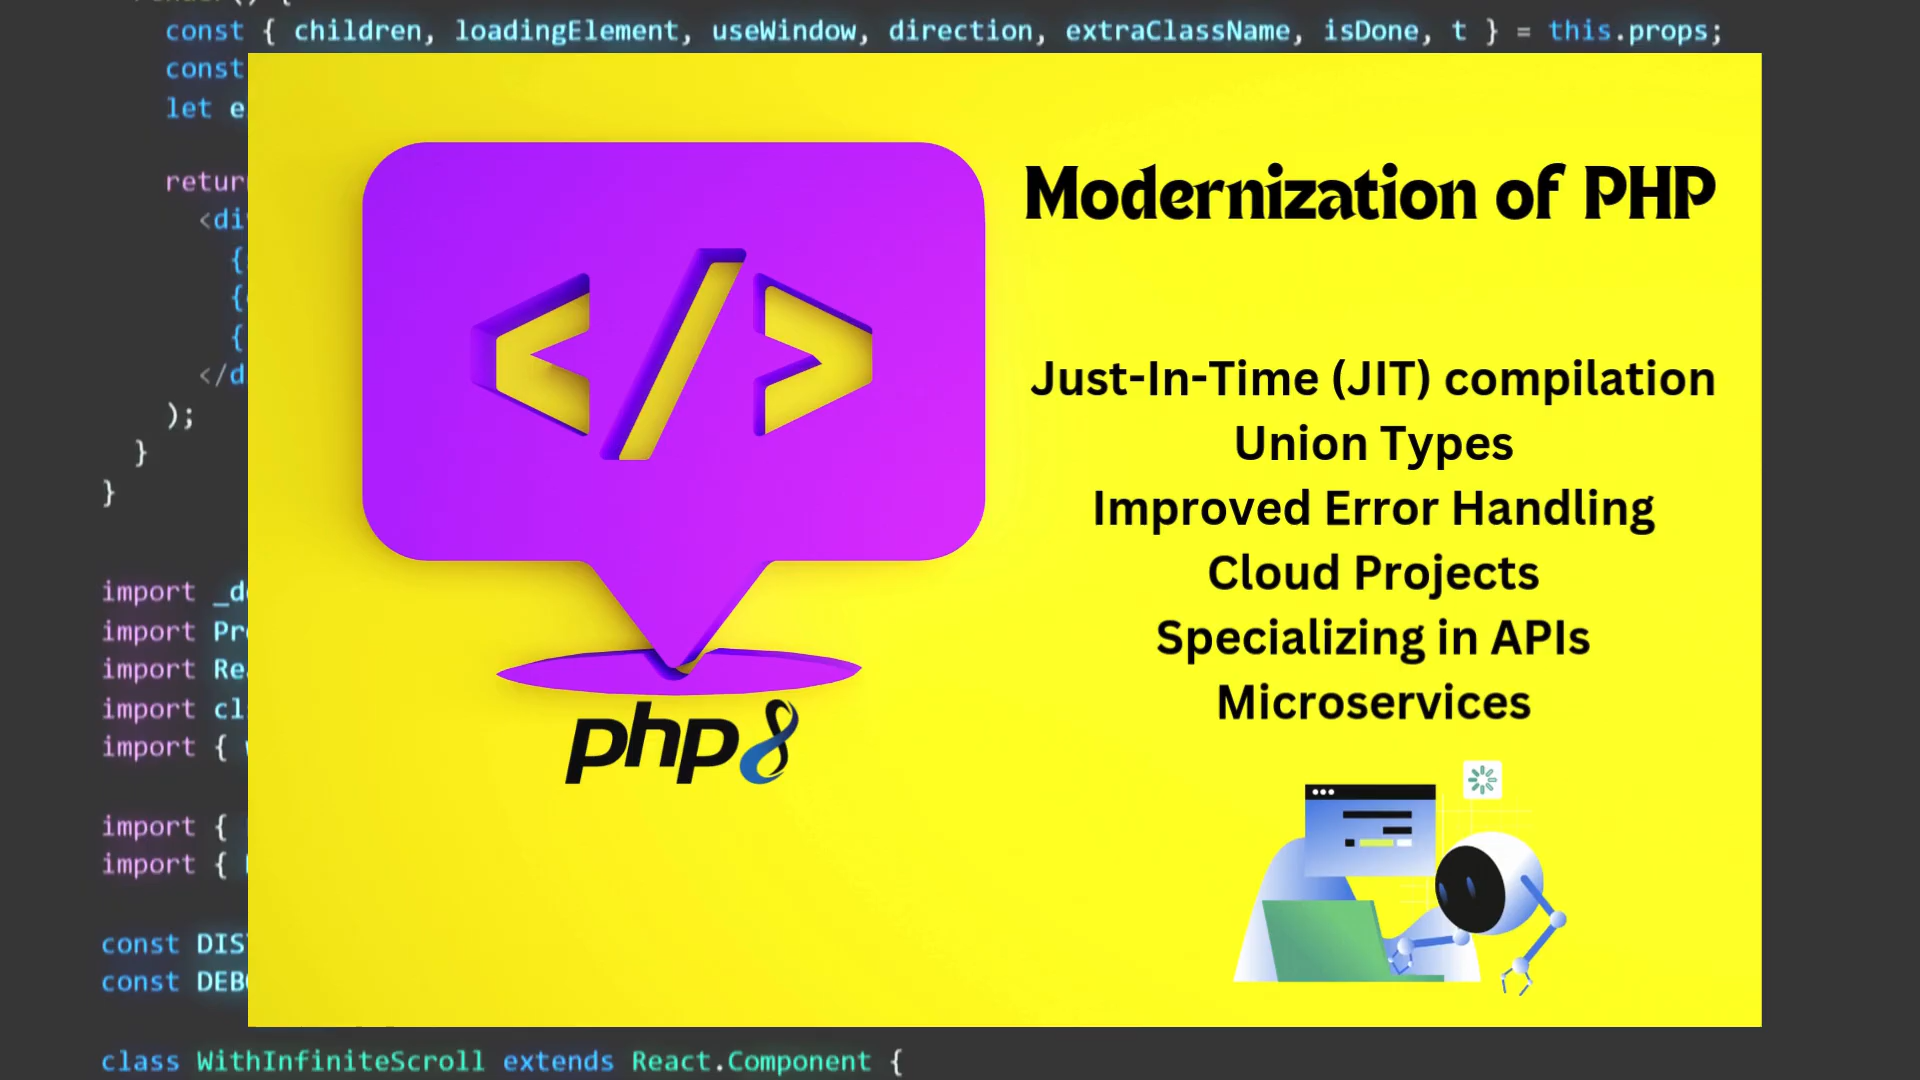 const { children, loadingElement, useWindow, direction, extraClassName, isDone, t } = this.props;
const
let e
<di
{
{
{
</d
);
}
}
Modernization of PHP
</>
Just-In-Time (JIT) compilation
Union Types
Improved Error Handling
Cloud Projects
Specializing in APIs
Microservices
php8
import
import
import
import
import {
import {
import {
const
const
class WithInfiniteScroll extends React.Component {